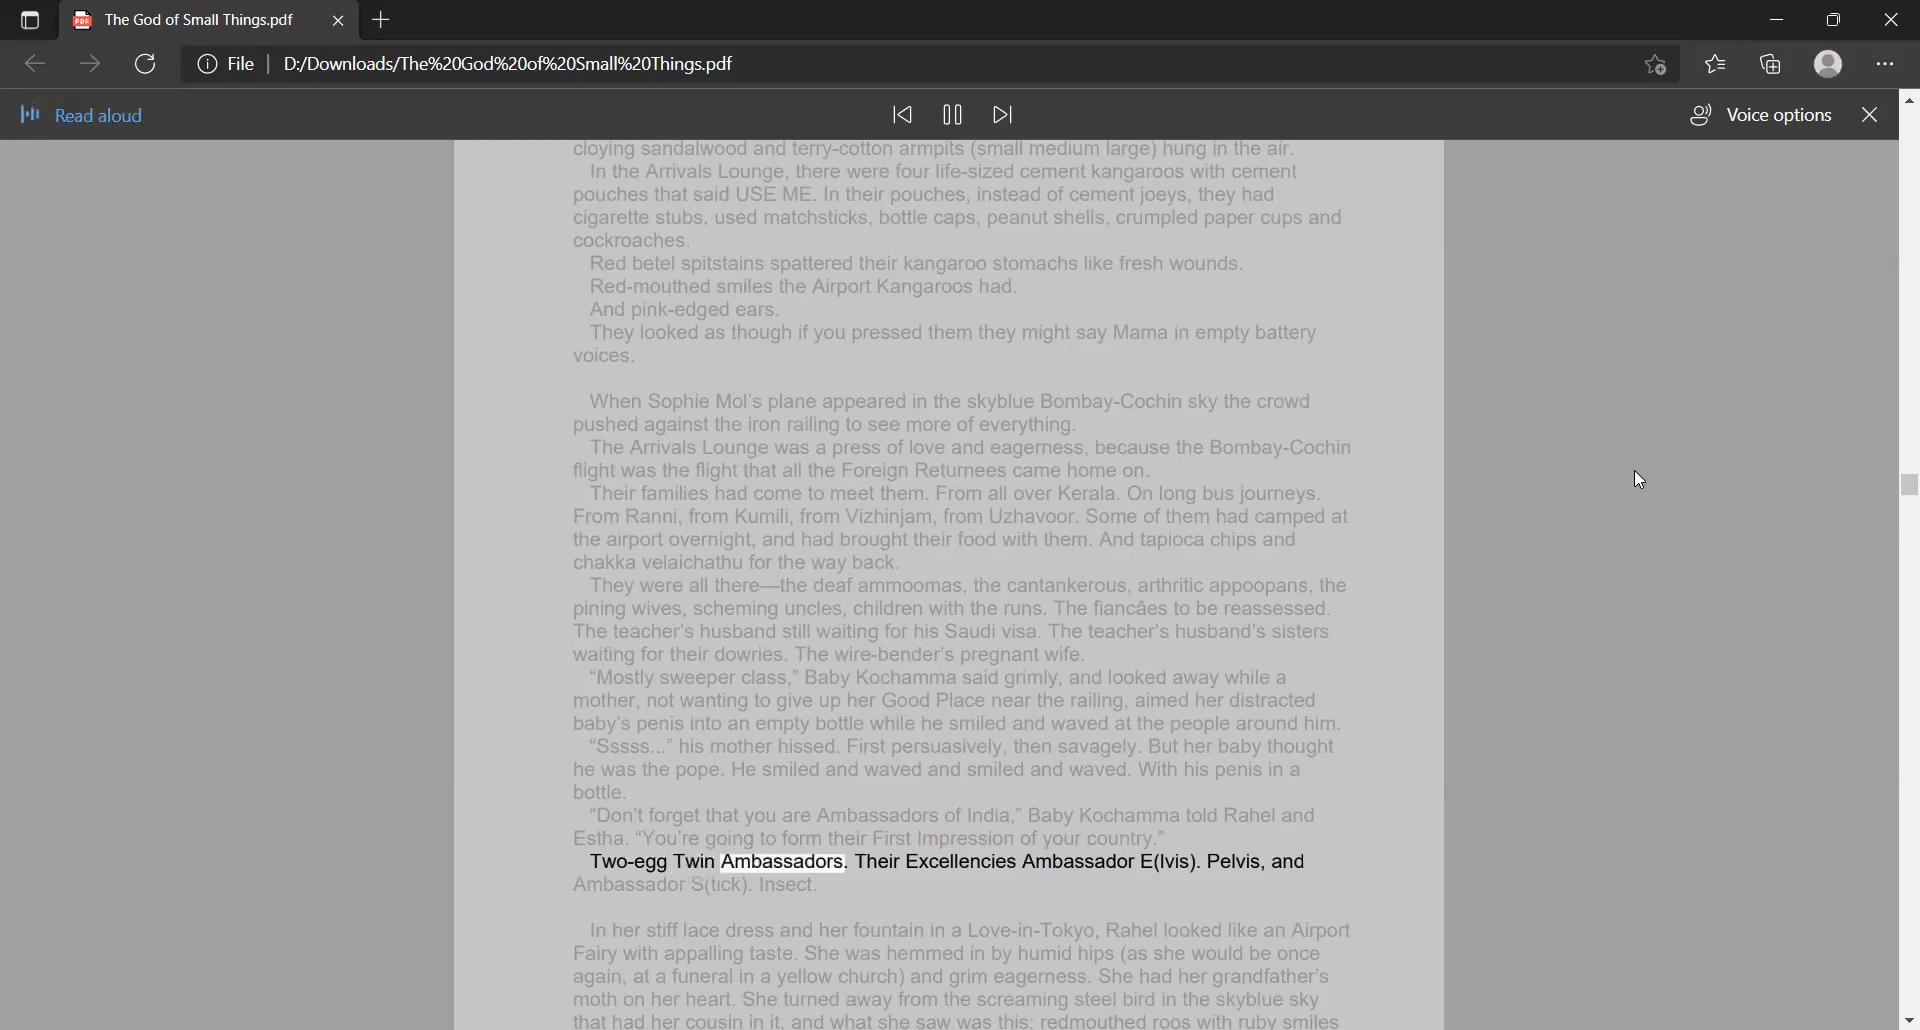 The God of Small Things.pdf
File
D:/Downloads/The%20God%20of%20Small%20Things.pdf
Read aloud
Voice options
cloying sandalwood and terry-cotton armpits (small medium large) hung in the air.
In the Arrivals Lounge, there were four life-sized cement kangaroos with cement
pouches that said USE ME. In their pouches, instead of cement joeys, they had
cigarette stubs, used matchsticks, bottle caps, peanut shells, crumpled paper cups and
cockroaches.
Red betel spitstains spattered their kangaroo stomachs like fresh wounds.
Red-mouthed smiles the Airport Kangaroos had.
And pink-edged ears.
They looked as though if you pressed them they might say Mama in empty battery
voices.
When Sophie Mol's plane appeared in the skyblue Bombay-Cochin sky the crowd
pushed against the iron railing to see more of everything.
The Arrivals Lounge was a press of love and eagerness, because the Bombay-Cochin
flight was the flight that all the Foreign Returnees came home on.
Their families had come to meet them. From all over Kerala. On long bus journeys.
From Ranni, from Kumili, from Vizhinjam, from Uzhavoor. Some of them had camped at
the airport overnight, and had brought their food with them. And tapioca chips and
chakka velaichathu for the way back.
They were all there—the deaf ammoomas, the cantankerous, arthritic appoopans, the
pining wives, scheming uncles, children with the runs. The fiancâes to be reassessed.
The teacher's husband still waiting for his Saudi visa. The teacher's husband's sisters
waiting for their dowries. The wire-bender's pregnant wife.
“Mostly sweeper class,” Baby Kochamma said grimly, and looked away while a
mother, not wanting to give up her Good Place near the railing, aimed her distracted
baby's penis into an empty bottle while he smiled and waved at the people around him.
“Sssss...” his mother hissed. First persuasively, then savagely. But her baby thought
he was the pope. He smiled and waved and smiled and waved. With his penis in a
bottle.
“Don't forget that you are Ambassadors of India,” Baby Kochamma told Rahel and
Estha. “You're going to form their First Impression of your country.”
Two-egg Twin Ambassadors. Their Excellencies Ambassador E(lvis). Pelvis, and
Ambassador S(tick). Insect.
In her stiff lace dress and her fountain in a Love-in-Tokyo, Rahel looked like an Airport
Fairy with appalling taste. She was hemmed in by humid hips (as she would be once
again, at a funeral in a yellow church) and grim eagerness. She had her grandfather's
moth on her heart. She turned away from the screaming steel bird in the skyblue sky
that had her cousin in it, and what she saw was this: redmouthed roos with ruby smiles